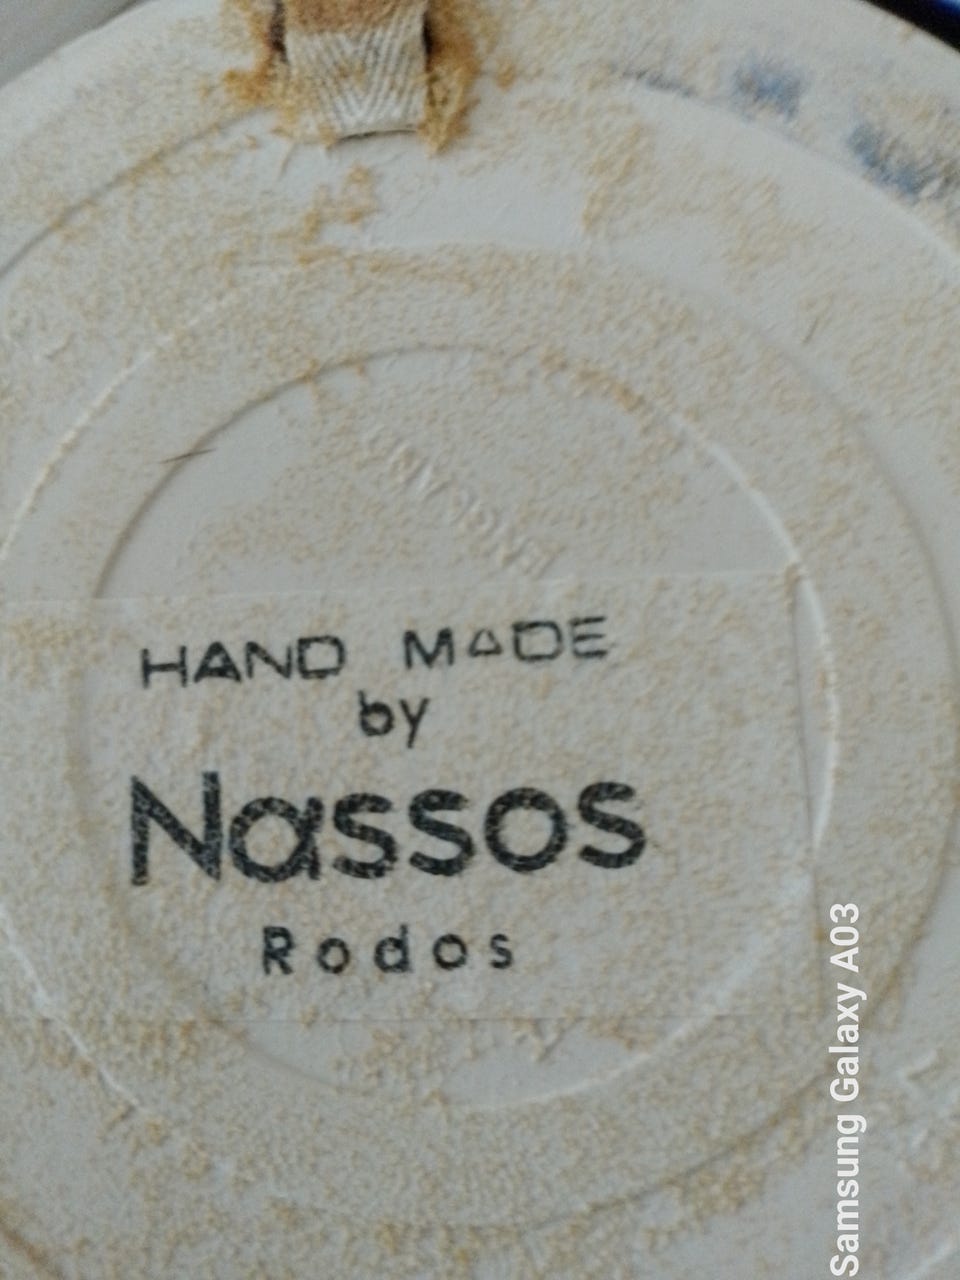 HAND MADE
by
Nassos
Rodos
Samsung Galaxy A03